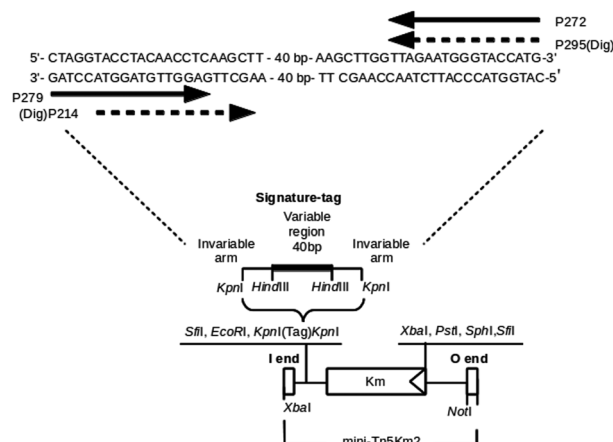 P272
P295(Dig)
5'- CTAGGTACCTACAACCTCAAGCTT - 40 bp- AAGCTTGGTTAGAATGGGTACCATG-3'
3'- GATCCATGGATGTTGGAGTTCGAA - 40 bp- TT CGAACCAATCTTACCCATGGTAC-5'
P279
(Dig)P214
Signature-tag
Variable
region
40bp
Invariable
arm
Invariable
arm
KpnI
HindIII
HindIII
KpnI
SfiI, EcoRI, KpnI(Tag)KpnI
XbaI, PstI, SphI,SfiI
I end
O end
Km
XbaI
NotI
mini-Tn5Km2